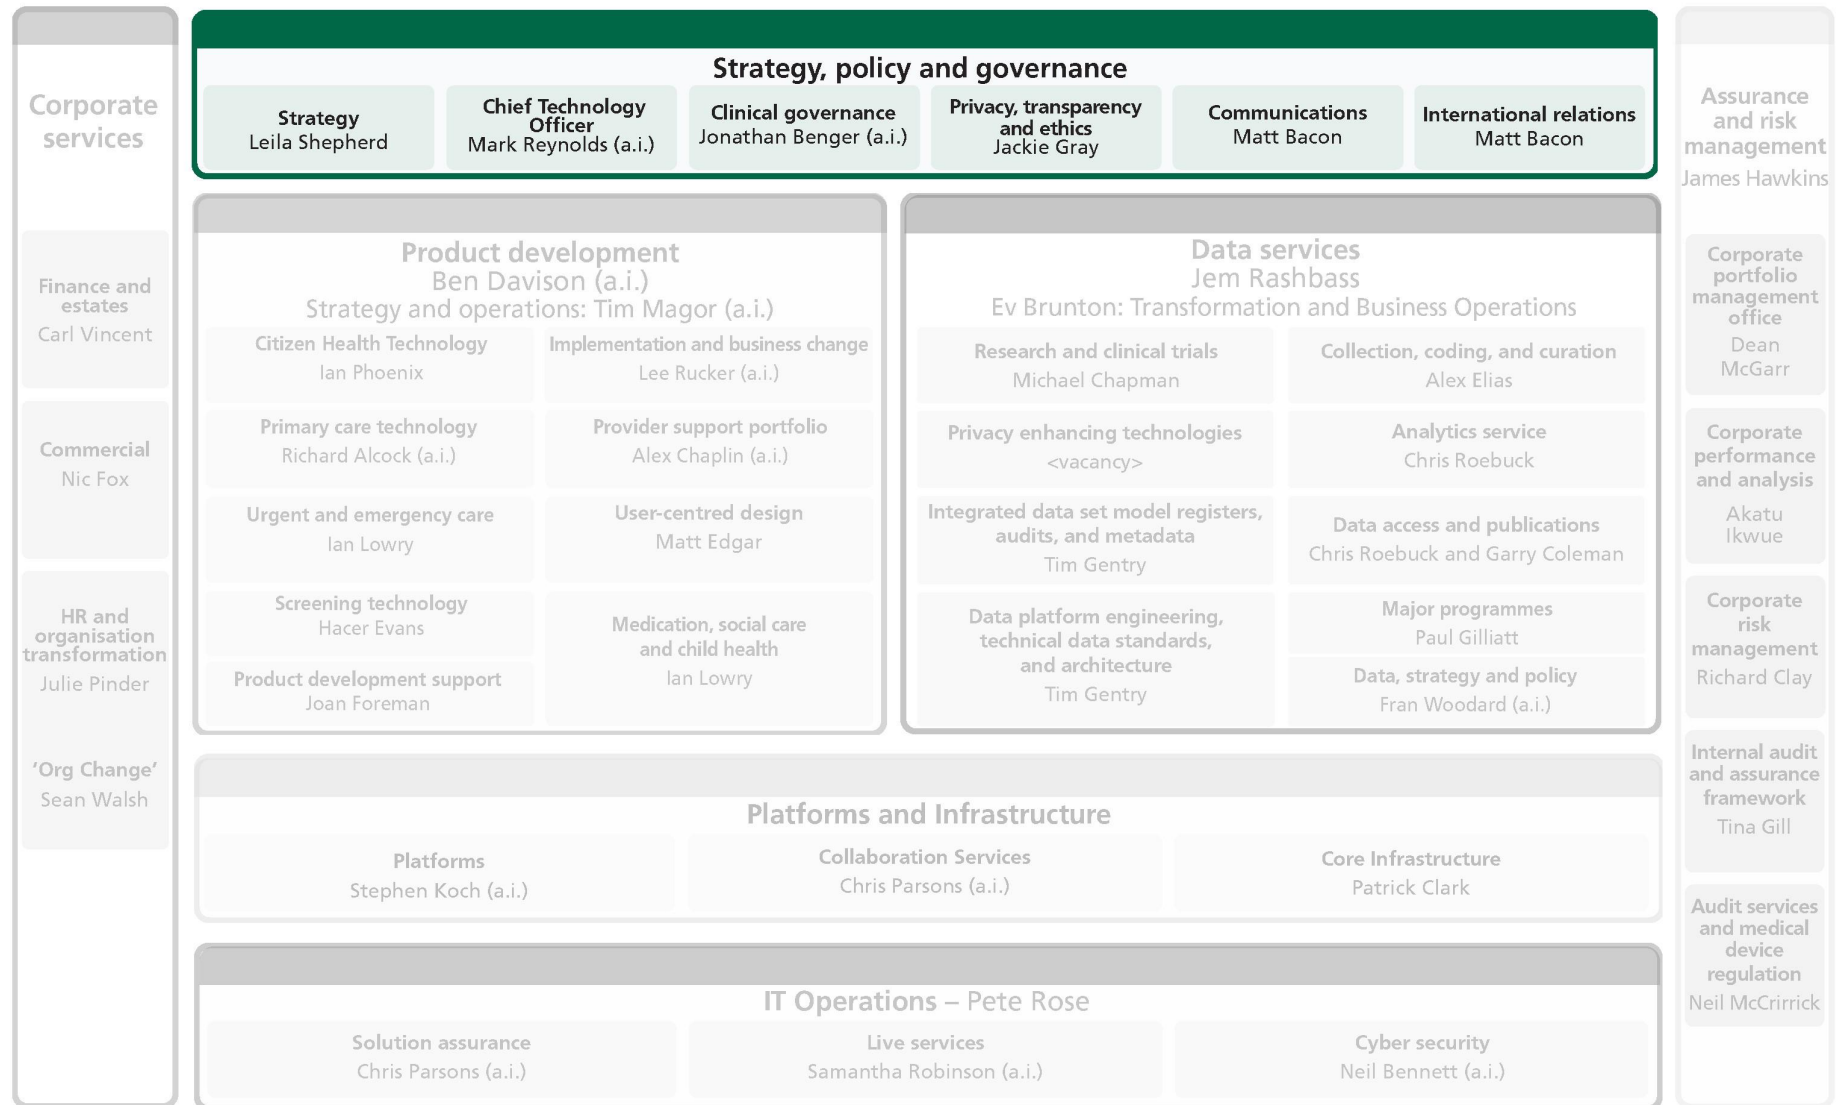 Corporate
services
Finance and
estates
Carl Vincent
Commercial
Nic Fox
HR and
organisation
transformation
Julie Pinder
‘Org Change’
Sean Walsh
Strategy, policy and governance
Strategy
Leila Shepherd
Chief Technology
Officer
Mark Reynolds (a.i.)
Clinical governance
Jonathan Benger (a.i.)
Privacy, transparency
and ethics
Jackie Gray
Communications
Matt Bacon
International relations
Matt Bacon
Product development
Ben Davison (a.i.)
Strategy and operations: Tim Magor (a.i.)
Citizen Health Technology
Ian Phoenix
Implementation and business change
Lee Rucker (a.i.)
Primary care technology
Richard Alcock (a.i.)
Provider support portfolio
Alex Chaplin (a.i.)
Urgent and emergency care
Ian Lowry
User-centred design
Matt Edgar
Screening technology
Hacer Evans
Medication, social care
and child health
Ian Lowry
Product development support
Joan Foreman
Data services
Jem Rashbass
Ev Brunton: Transformation and Business Operations
Research and clinical trials
Michael Chapman
Collection, coding, and curation
Alex Elias
Privacy enhancing technologies
<vacancy>
Analytics service
Chris Roebuck
Integrated data set model registers,
audits, and metadata
Tim Gentry
Data access and publications
Chris Roebuck and Garry Coleman
Data platform engineering,
technical data standards,
and architecture
Tim Gentry
Major programmes
Paul Gilliatt
Data, strategy and policy
Fran Woodard (a.i.)
Platforms and Infrastructure
Platforms
Stephen Koch (a.i.)
Collaboration Services
Chris Parsons (a.i.)
Core Infrastructure
Patrick Clark
IT Operations – Pete Rose
Solution assurance
Chris Parsons (a.i.)
Live services
Samantha Robinson (a.i.)
Cyber security
Neil Bennett (a.i.)
Assurance
and risk
management
James Hawkins
Corporate
portfolio
management
office
Dean
McGarr
Corporate
performance
and analysis
Akatu
Ikwue
Corporate
risk
management
Richard Clay
Internal audit
and assurance
framework
Tina Gill
Audit services
and medical
device
regulation
Neil McCrirrick